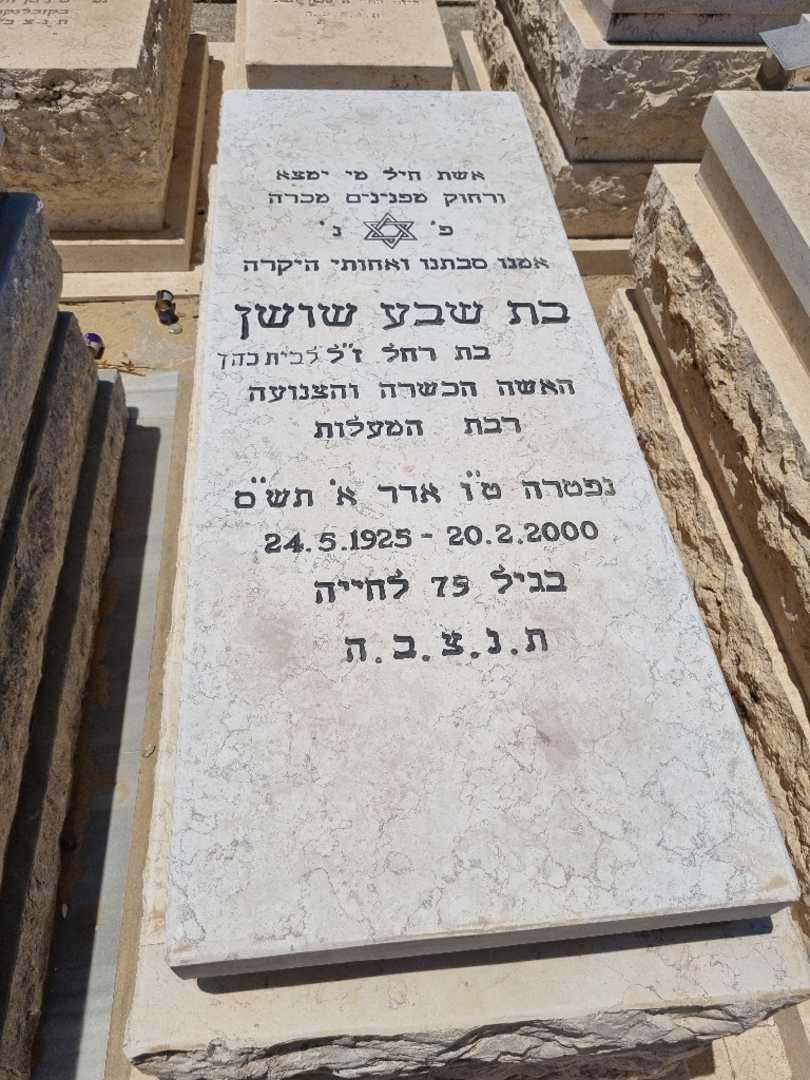 אשת חיל מי ימצא
ורחוק מפנינים מכרה
פ' נ'
אמנו סבתנו ואחותי היקרה
בת שבע שושן
בת רחל ז"ל לבית כהן
האשה הכשרה והצנועה
רבת המעלות
נפטרה ט"ו אדר א' תש"ס
24.5.1925 - 20.2.2000
בגיל 75 לחייה
ת.נ.צ.ב.ה